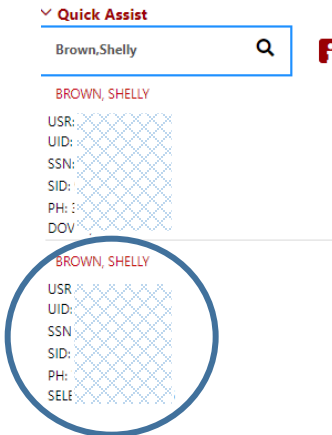 Quick Assist
Brown,Shelly
BROWN, SHELLY
USR:
UID:
SSN:
SID:
PH:
DOV
BROWN, SHELLY
USR
UID:
SSN
SID:
PH:
SELE